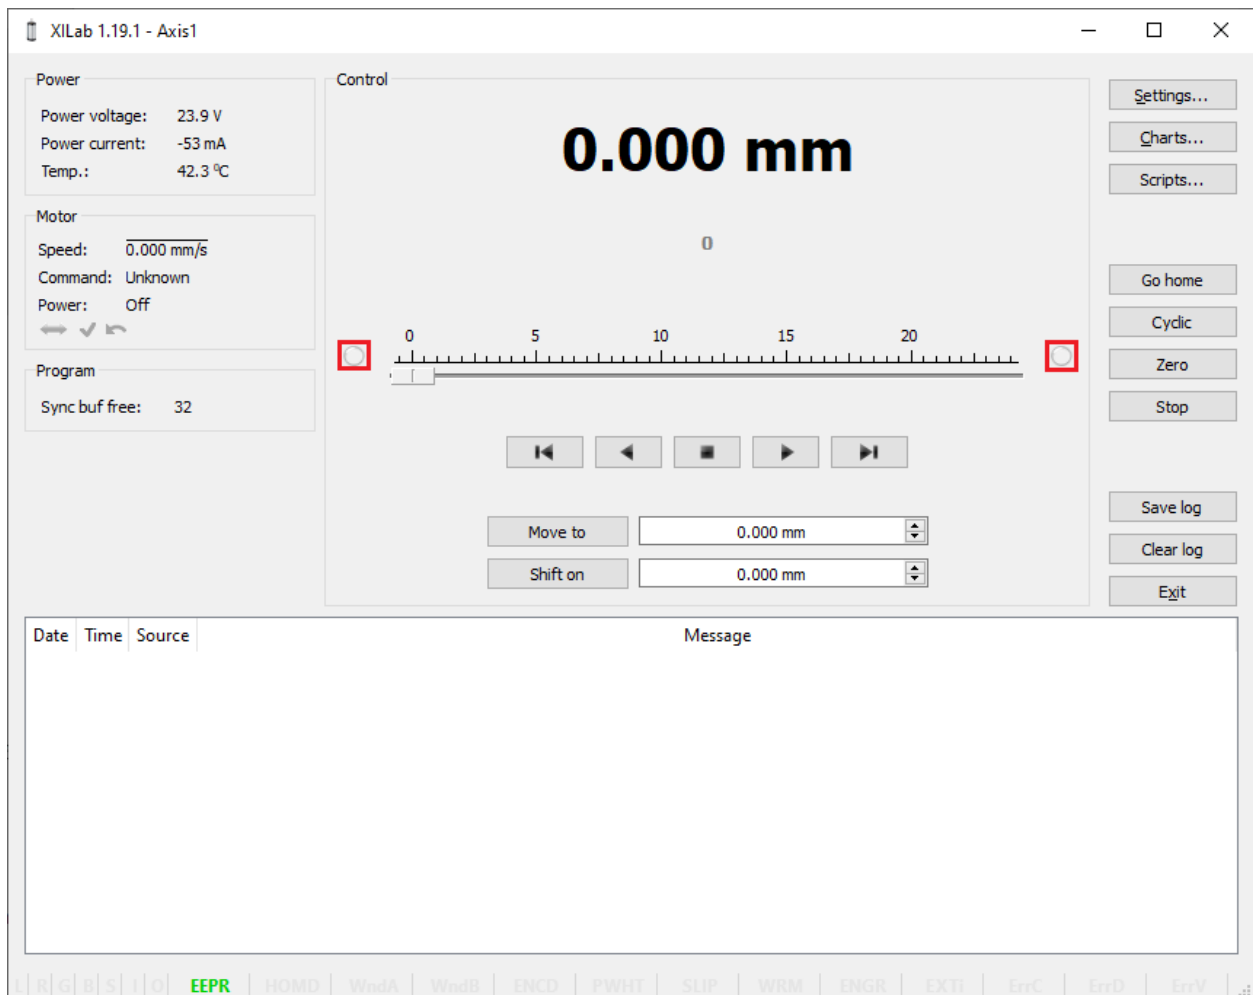 XILab 1.19.1 - Axis1
Power
Power voltage: 23.9 V
Power current: -53 mA
Temp.: 42.3 ⁰C
Motor
Speed: 0.000 mm/s
Command: Unknown
Power: Off
Program
Sync buf free: 32
Control
0.000 mm
0
0 5 10 15 20
Move to 0.000 mm
Shift on 0.000 mm
Settings...
Charts...
Scripts...
Go home
Cyclic
Zero
Stop
Save log
Clear log
Exit
Date Time Source Message
L R G B S I O EEPR HOMD WndA WndB ENCD PWHT SLIP WRM ENGR EXTi ErrC ErrD ErrV